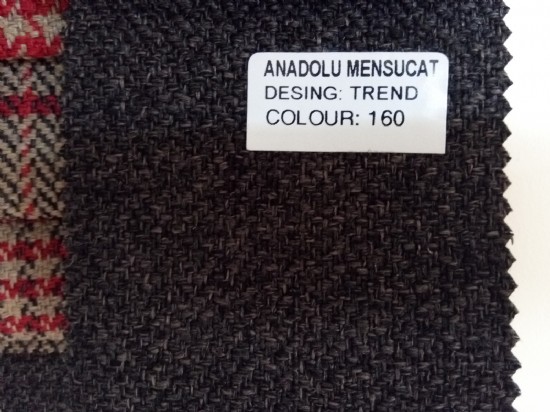 ANADOLU MENSUCAT
DESING: TREND
COLOUR: 160